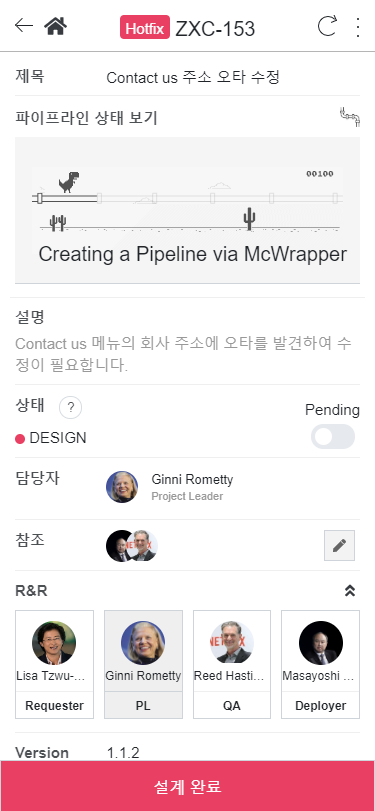 Hotfix ZXC-153
제목 Contact us 주소 오타 수정
파이프라인 상태 보기
00100
Creating a Pipeline via McWrapper
설명
Contact us 메뉴의 회사 주소에 오타를 발견하여 수
정이 필요합니다.
상태 ?
Pending
DESIGN
담당자 Ginni Rometty
Project Leader
참조
R&R
Lisa Tzwu-... Ginni Rometty Reed Hasti... Masayoshi ...
Requester PL QA Deployer
Version 1.1.2
설계 완료